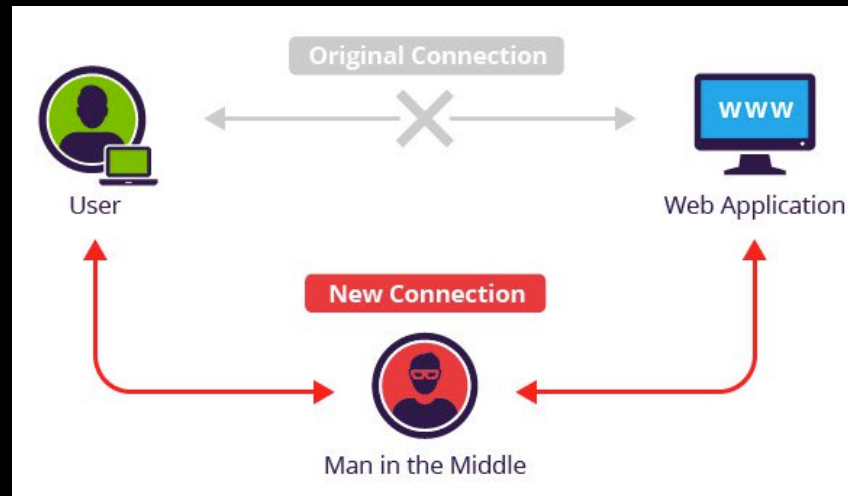 Original Connection
www
User
Web Application
New Connection
Man in the Middle